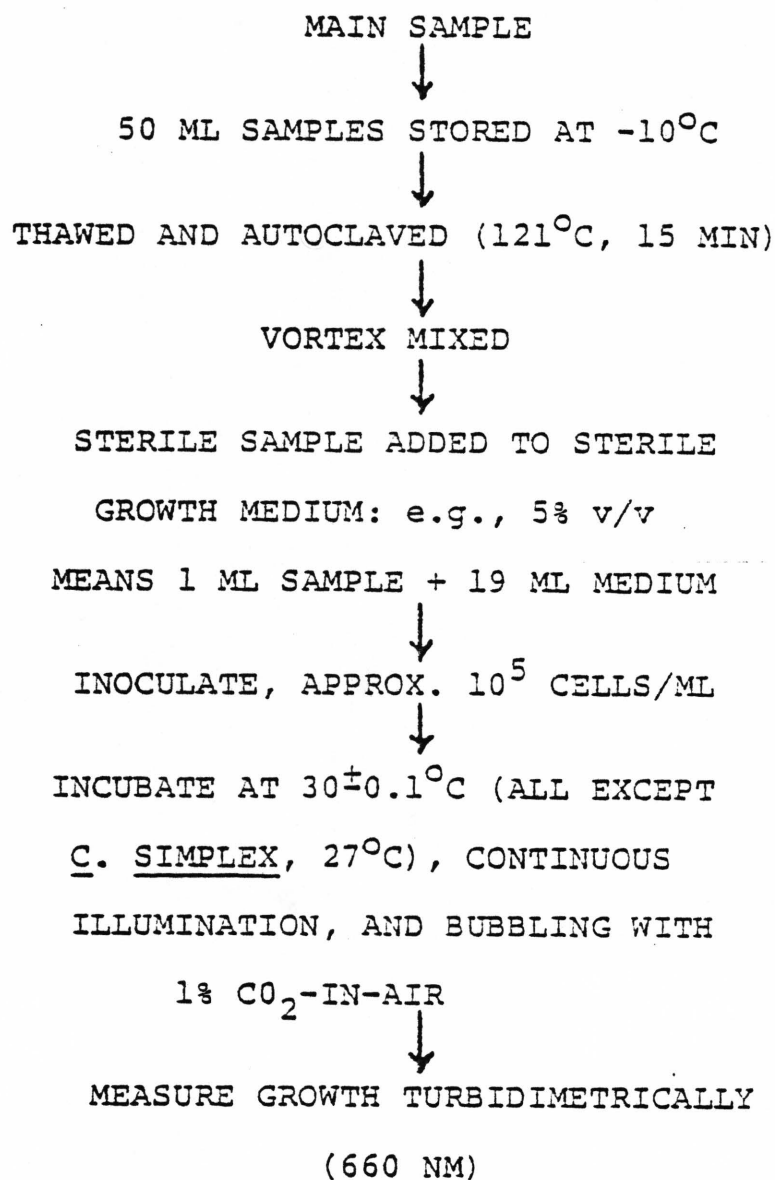 MAIN SAMPLE
50 ML SAMPLES STORED AT -10°C
THAWED AND AUTOCLAVED (121°C, 15 MIN)
VORTEX MIXED
STERILE SAMPLE ADDED TO STERILE
GROWTH MEDIUM: e.g., 5% v/v
MEANS 1 ML SAMPLE + 19 ML MEDIUM
INOCULATE, APPROX. 10⁵ CELLS/ML
INCUBATE AT 30±0.1°C (ALL EXCEPT
C. SIMPLEX, 27°C), CONTINUOUS
ILLUMINATION, AND BUBBLING WITH
1% CO₂-IN-AIR
MEASURE GROWTH TURBIDIMETRICALLY
(660 NM)